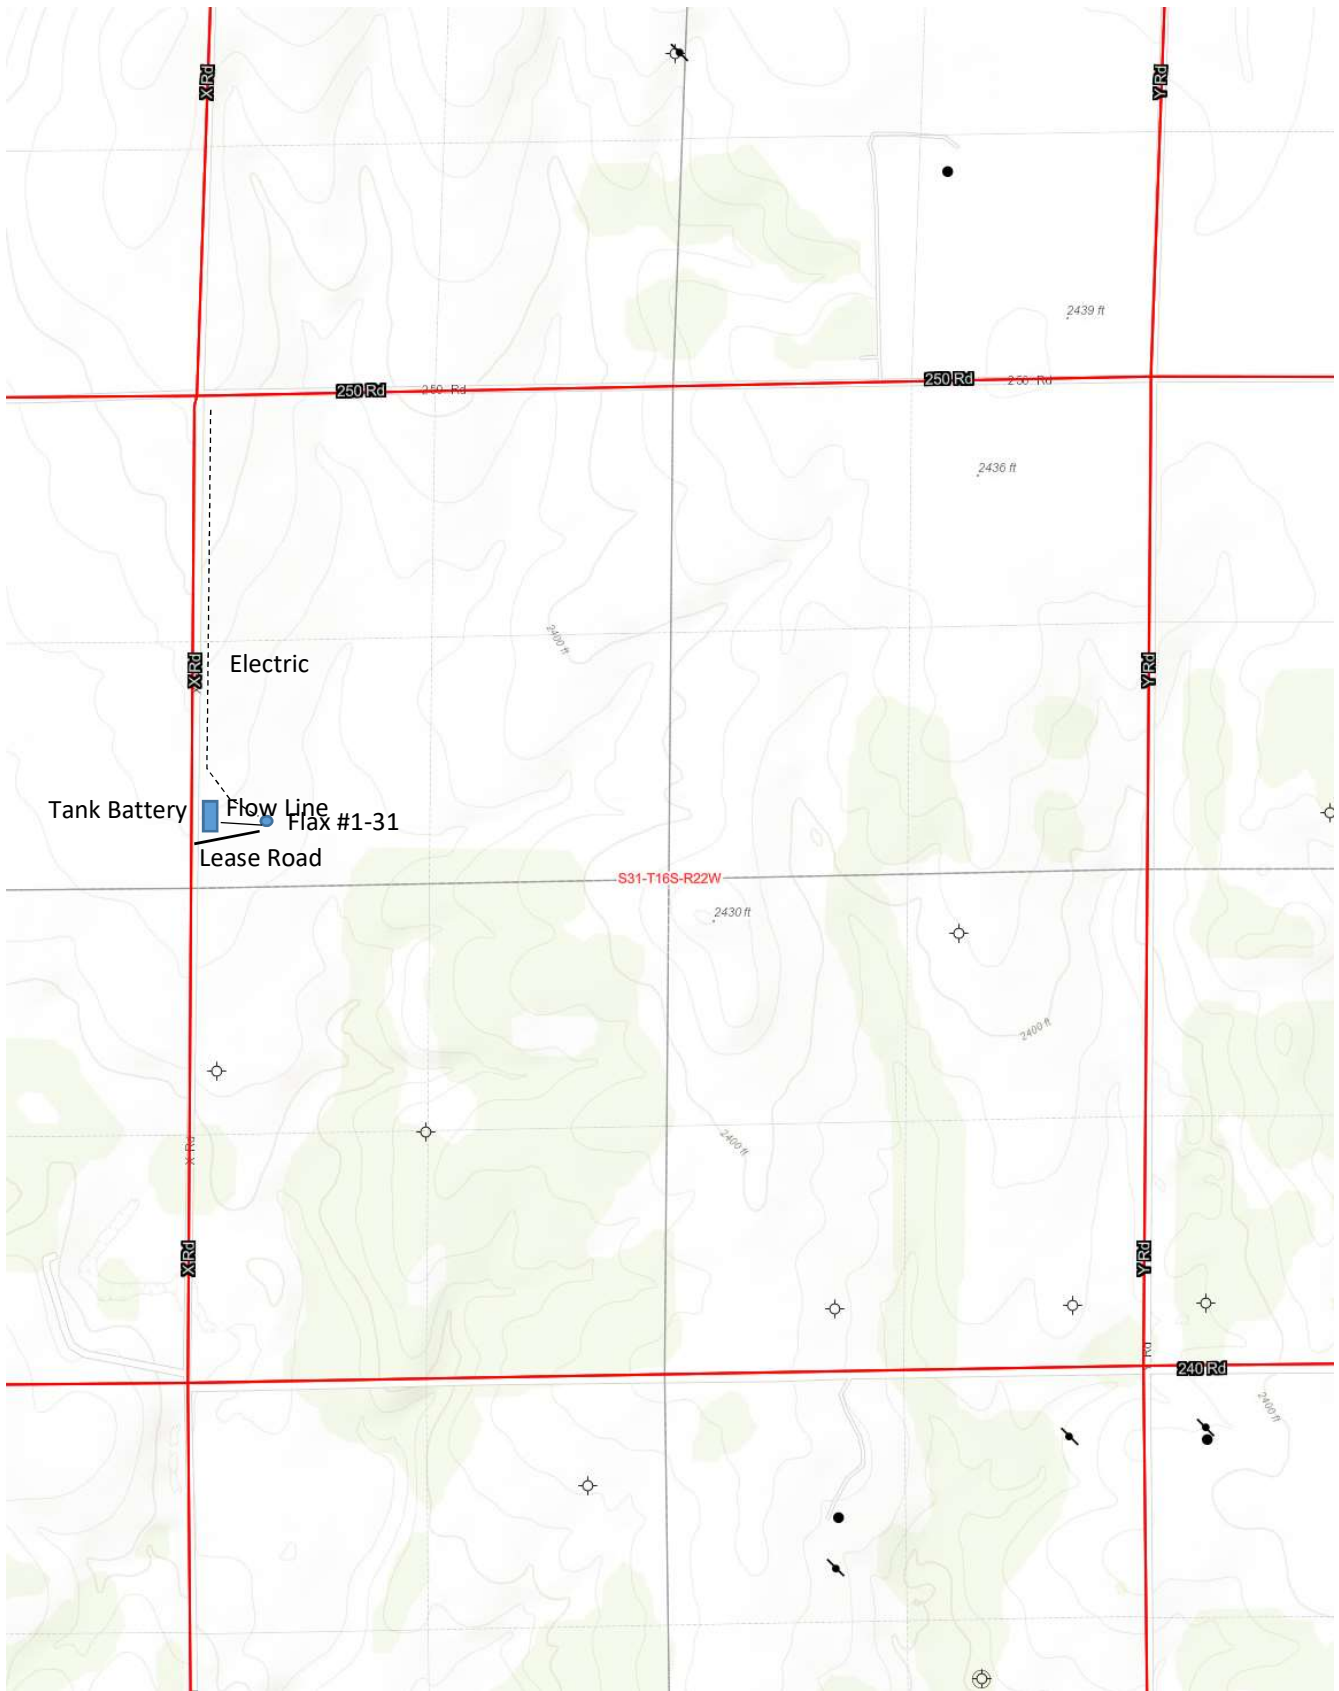 X Rd
Y Rd
2439 ft
250 Rd
250 Rd
250 Rd
250 Rd
2436 ft
2400 ft
Electric
X Rd
Y Rd
Tank Battery
Flow Line
Flax #1-31
Lease Road
S31-T16S-R22W
2430 ft
2400 ft
X Rd
2400 ft
X Rd
Y Rd
Rd
240 Rd
2400 ft